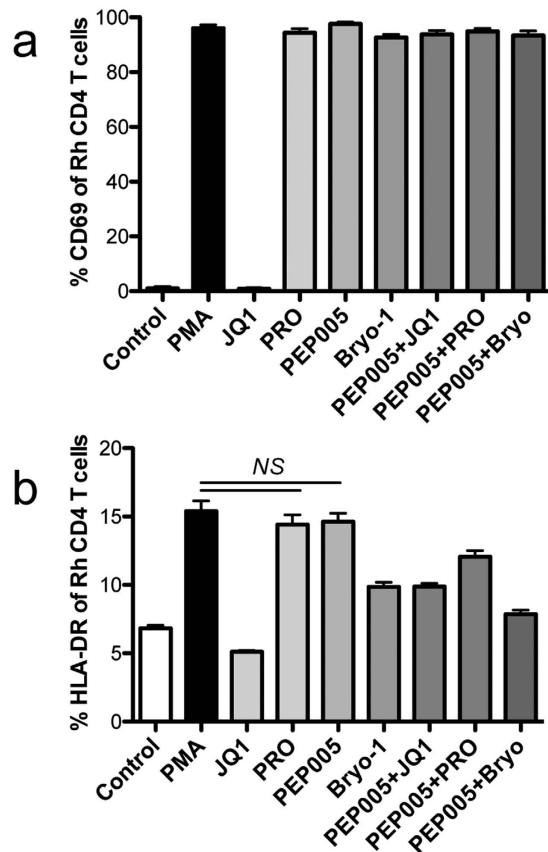 a
% CD69 of Rh CD4 T cells
100
80
60
40
20
0
Control
PMA
JQ1
PRO
PEP005
Bryo-1
PEP005+JQ1
PEP005+PRO
PEP005+Bryo
b
% HLA-DR of Rh CD4 T cells
20
15
10
5
0
NS
Control
PMA
JQ1
PRO
PEP005
Bryo-1
PEP005+JQ1
PEP005+PRO
PEP005+Bryo